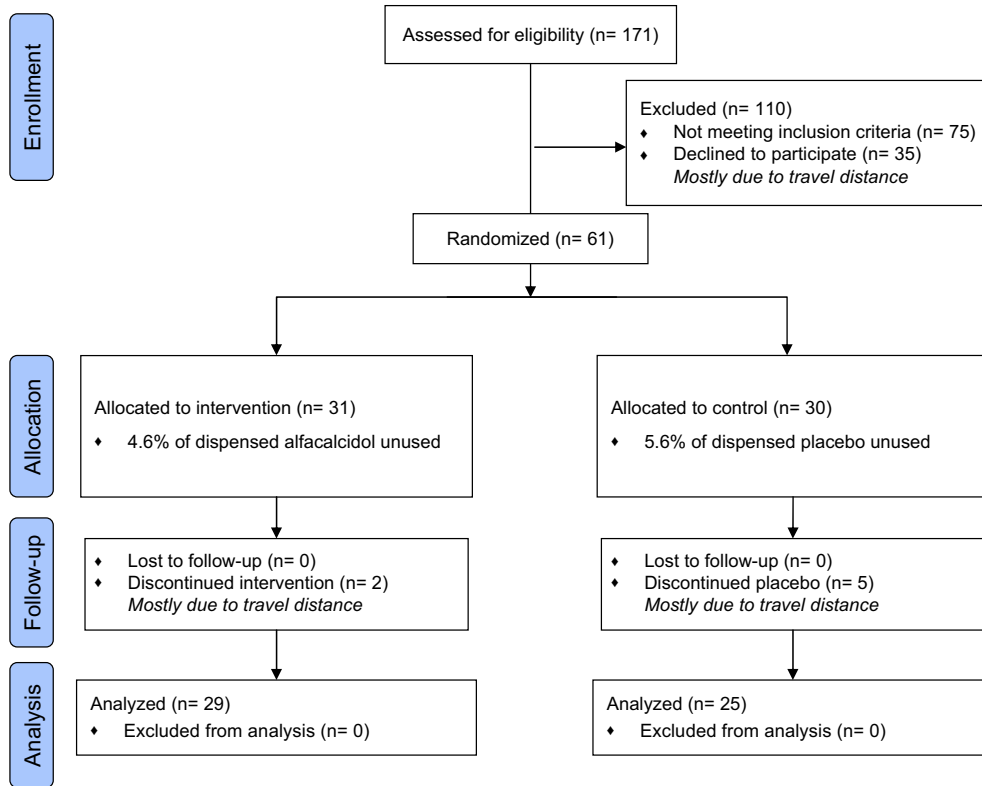 Enrollment
Assessed for eligibility (n= 171)
Excluded (n= 110)
♦ Not meeting inclusion criteria (n= 75)
♦ Declined to participate (n= 35)
Mostly due to travel distance
Randomized (n= 61)
Allocation
Allocated to intervention (n= 31)
♦ 4.6% of dispensed alfacalcidol unused
Allocated to control (n= 30)
♦ 5.6% of dispensed placebo unused
Follow-up
♦ Lost to follow-up (n= 0)
♦ Discontinued intervention (n= 2)
Mostly due to travel distance
♦ Lost to follow-up (n= 0)
♦ Discontinued placebo (n= 5)
Mostly due to travel distance
Analysis
Analyzed (n= 29)
♦ Excluded from analysis (n= 0)
Analyzed (n= 25)
♦ Excluded from analysis (n= 0)